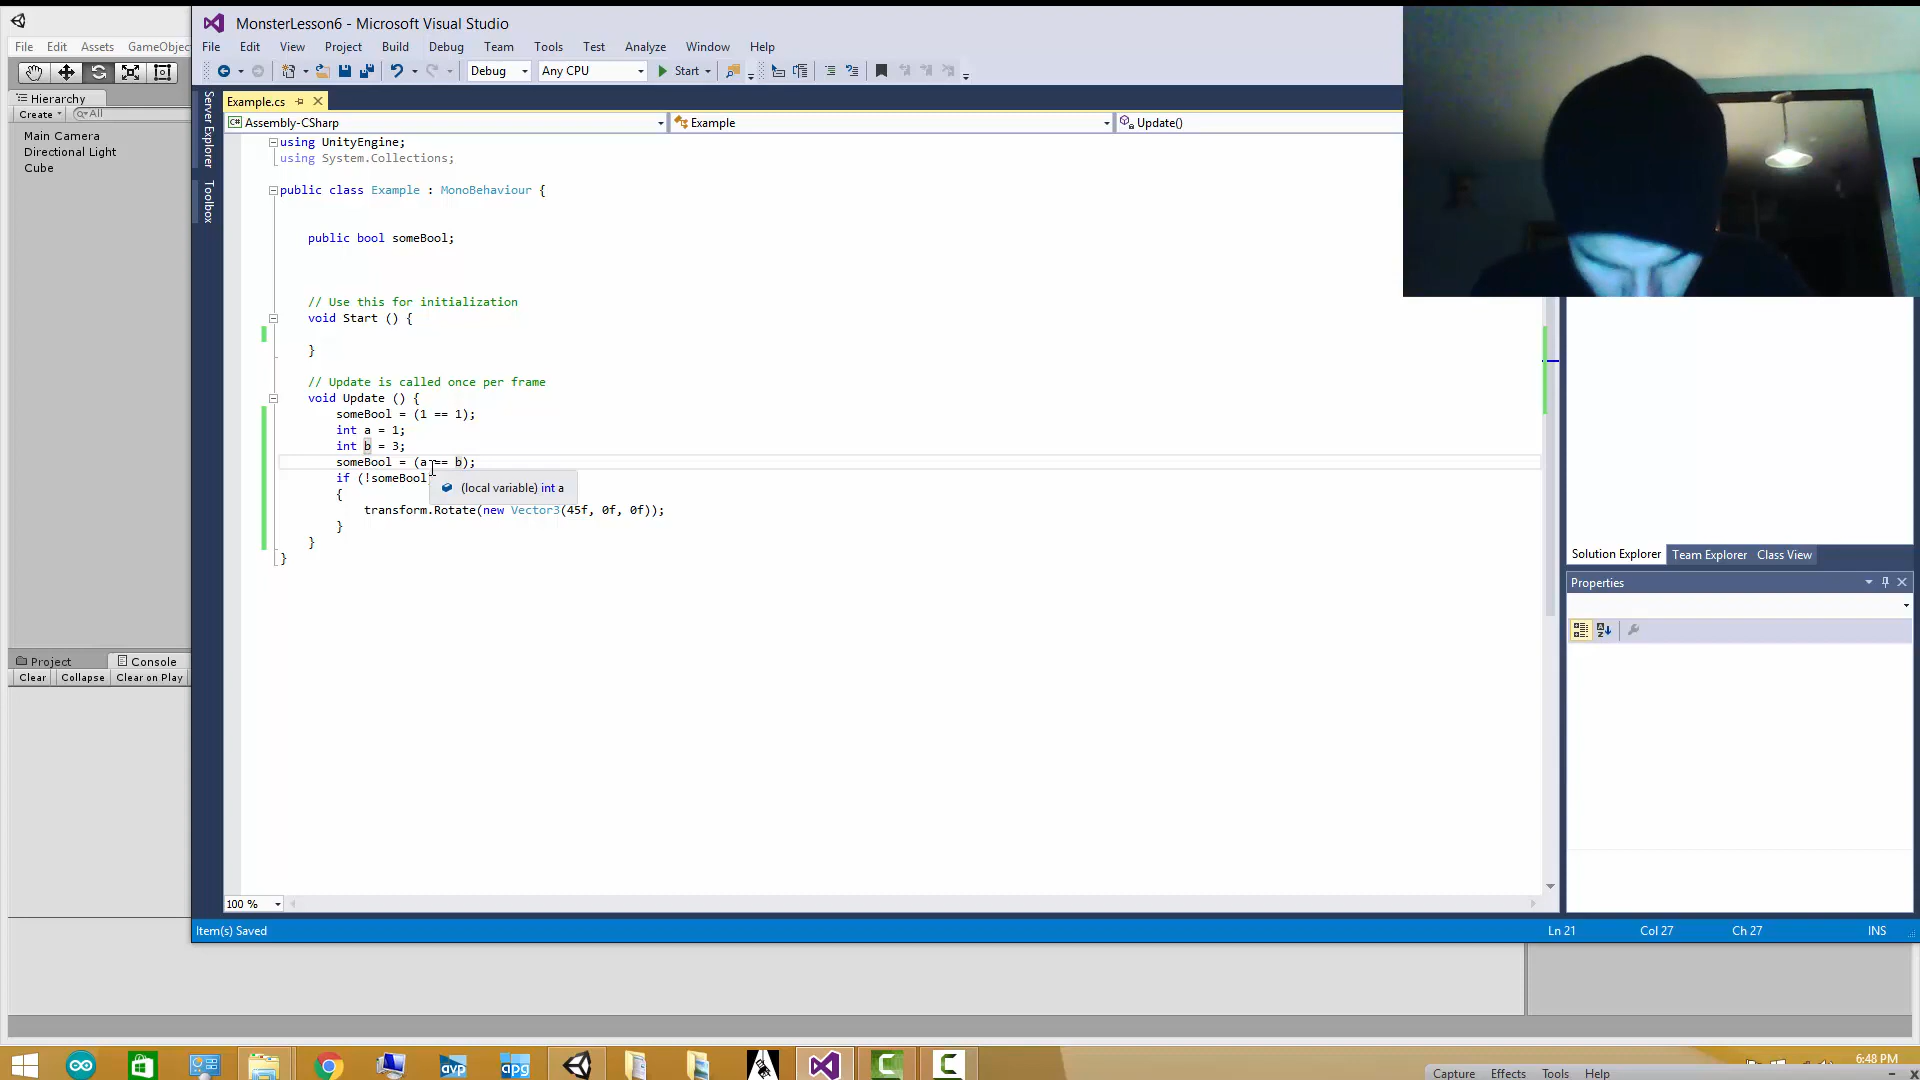 MonsterLesson6 - Microsoft Visual Studio
File Edit Assets GameObjec
File Edit View Project Build Debug Team Tools Test Analyze Window Help
Debug Any CPU Start
Hierarchy
Create All
Main Camera
Directional Light
Cube
Server Explorer
Toolbox
Example.cs
Assembly-CSharp Example Update()
using UnityEngine;
using System.Collections;
public class Example : MonoBehaviour {
public bool someBool;
// Use this for initialization
void Start () {
}
// Update is called once per frame
void Update () {
someBool = (1 == 1);
int a = 1;
int b = 3;
someBool = (a == b);
if (!someBool
(local variable) int a
{
transform.Rotate(new Vector3(45f, 0f, 0f));
}
}
}
Solution Explorer Team Explorer Class View
Properties
Project Console
Clear Collapse Clear on Play
100 %
Item(s) Saved Ln 21 Col 27 Ch 27 INS
avp apg
6:48 PM
Capture Effects Tools Help